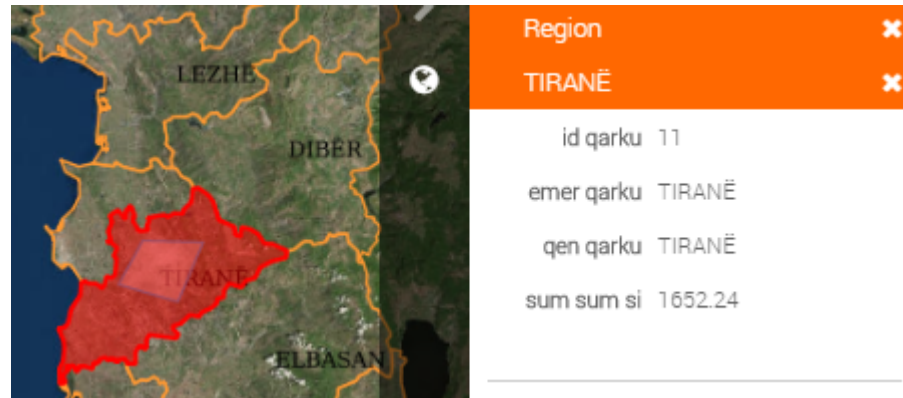 LEZHË
DIBËR
TIRANË
ELBASAN
Region
TIRANË
id qarku 11
emer qarku TIRANË
qen qarku TIRANË
sum sum si 1652.24